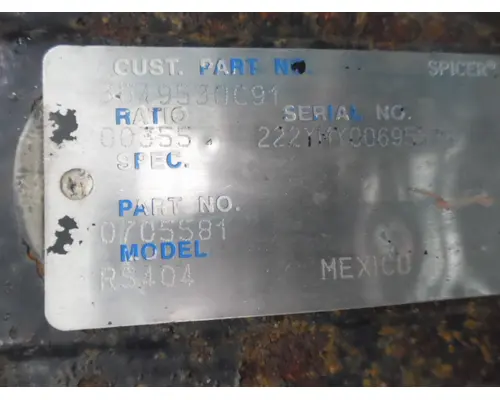 CUST. PART NO. SPICER®
RATIO SERIAL NO.
00355
SPEC.
PART NO.
0705581
MODEL
RS404 MEXICO